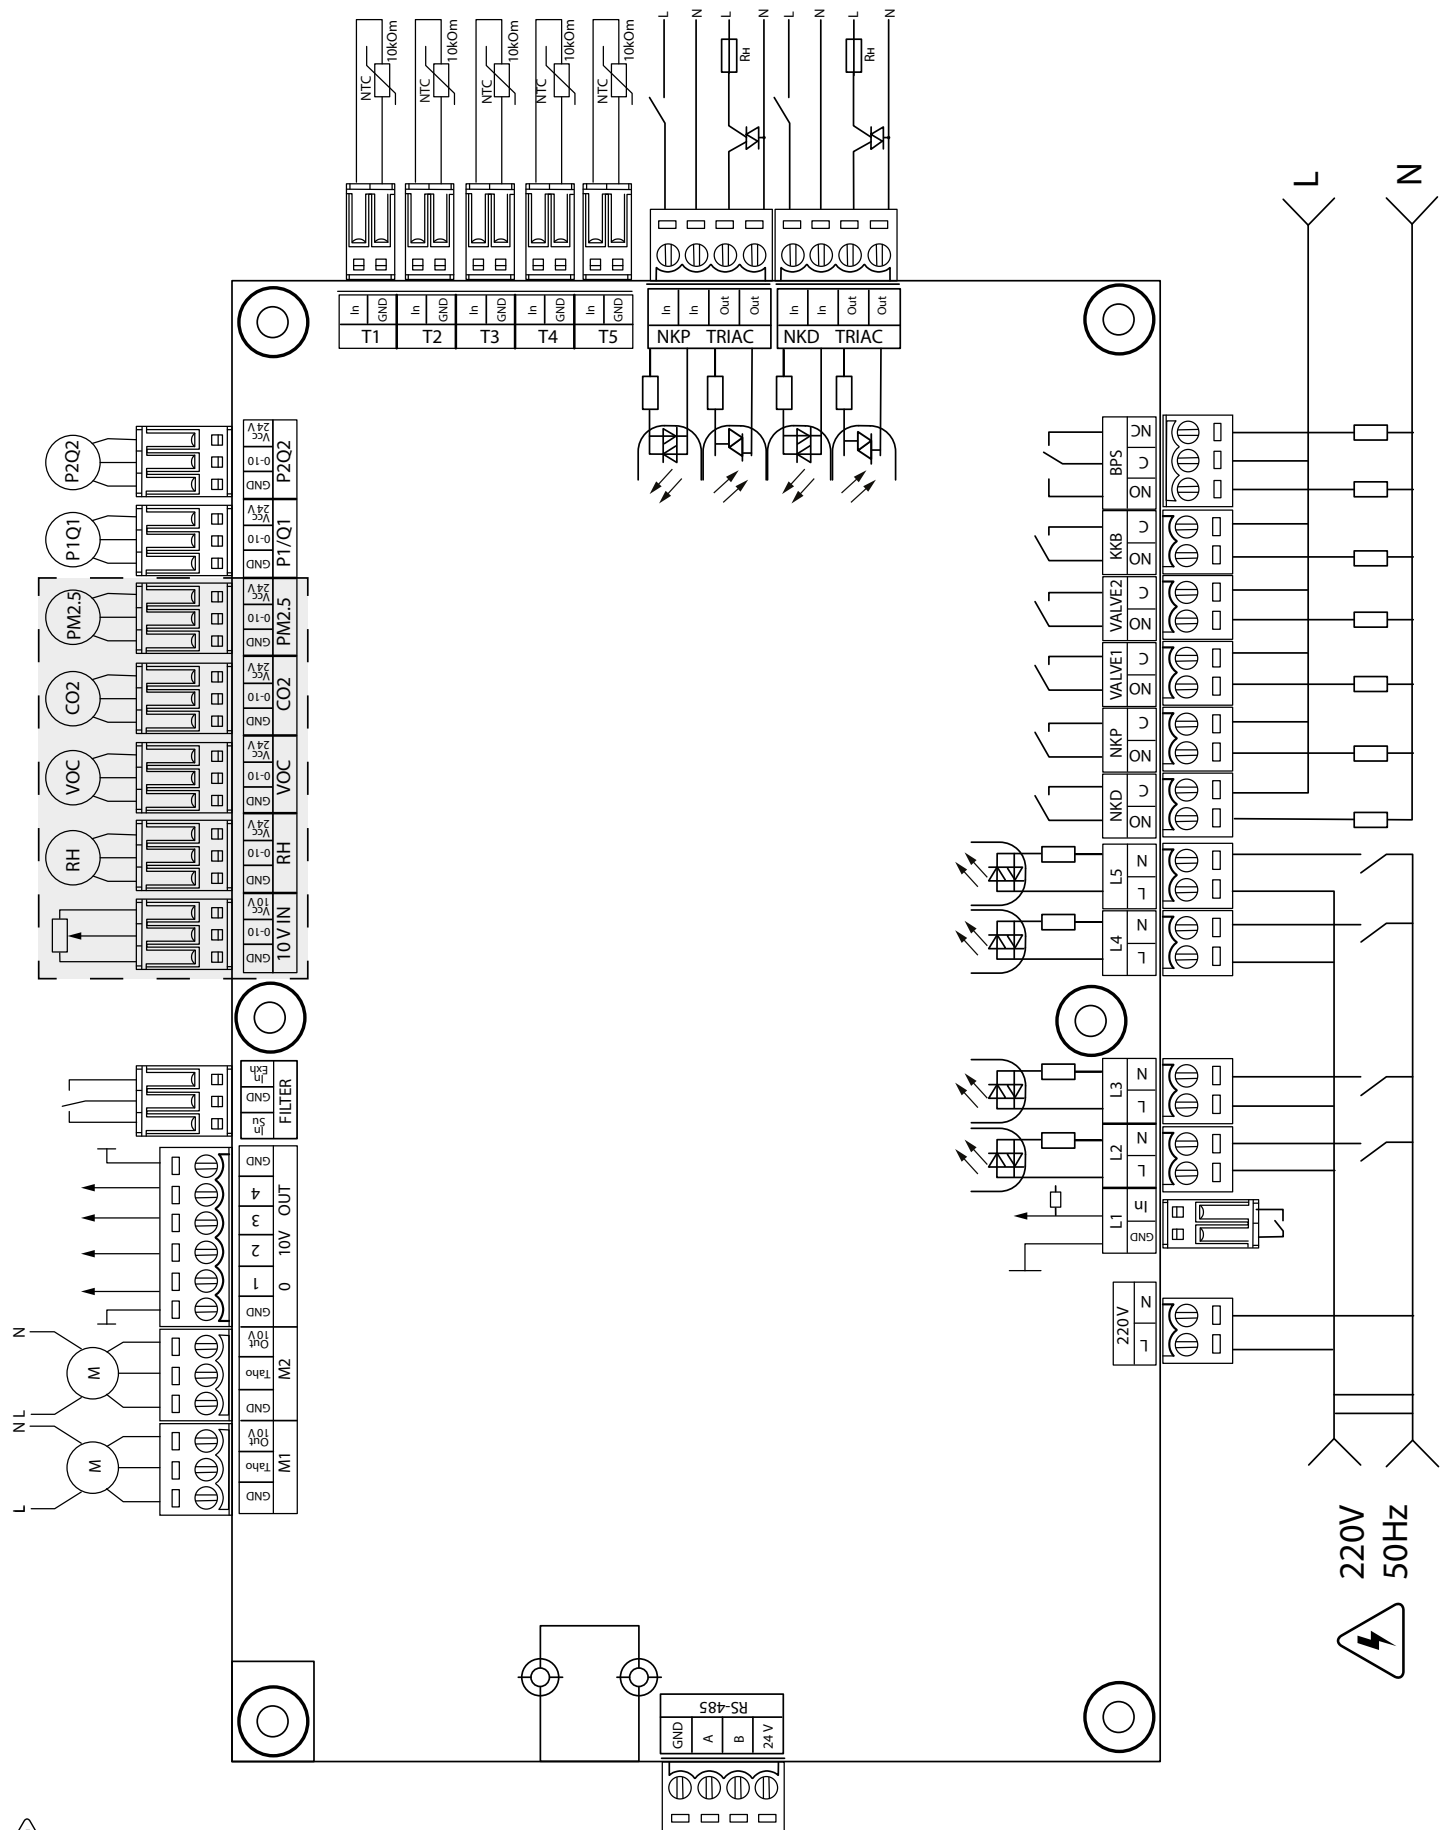 NTC 10kOm
NTC 10kOm
NTC 10kOm
NTC 10kOm
NTC 10kOm
L N L N L N L N
Rн
Rн
L
N
In GND
T1
In GND
T2
In GND
T3
In GND
T4
In GND
T5
In In Out Out
NKP TRIAC
In In Out Out
NKD TRIAC
P2Q2
Vcc 24V
0-10
GND
P2Q2
P1Q1
Vcc 24V
0-10
GND
P1/Q1
PM2.5
Vcc 24V
0-10
GND
PM2.5
CO2
Vcc 24V
0-10
GND
CO2
VOC
Vcc 24V
0-10
GND
VOC
RH
Vcc 24V
0-10
GND
RH
Vcc 10V
0-10
GND
10 V IN
In Exh
GND
In Su
FILTER
GND
4
3
2
1
GND
0 10V OUT
N
L
M
Out 10V
Taho
GND
M2
N
L
M
Out 10V
Taho
GND
M1
BPS
NC
C
NO
KKB
C
NO
VALVE2
C
NO
VALVE1
C
NO
NKP
C
NO
NKD
C
NO
L5
N
L
L4
N
L
L3
N
L
L2
N
L
L1
In
GND
220V
N
L
220V
50Hz
RS-485
GND A B 24 V